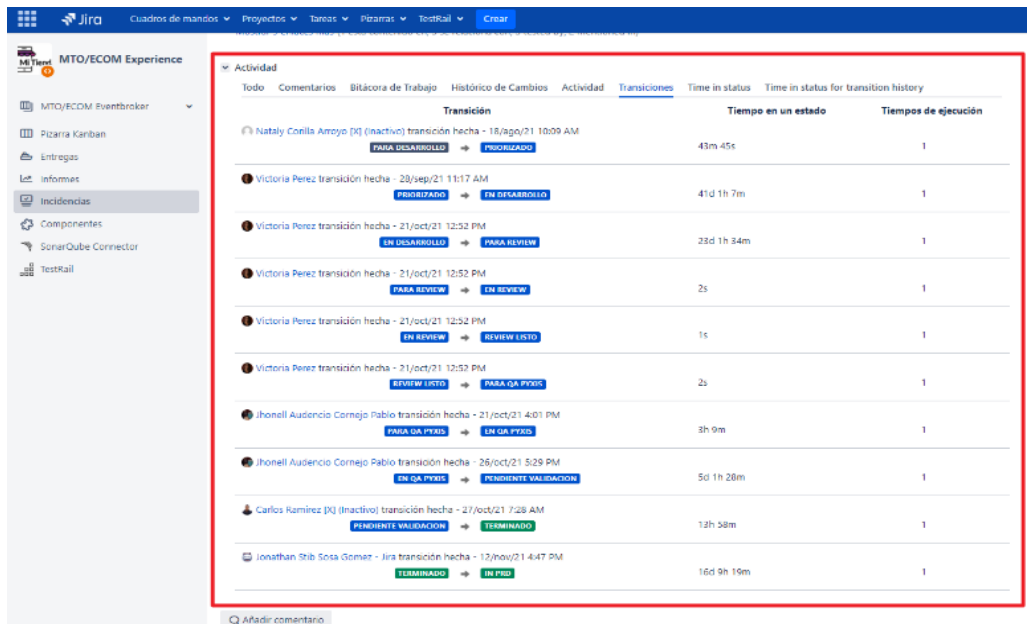 Jira Cuadros de mandos Proyectos Tareas Pizarras TestRail Crear
MTO/ECOM Experience
Mi Tiend
MTO/ECOM Eventbroker
Pizarra Kanban
Entregas
Informes
Incidencias
Componentes
SonarQube Connector
TestRail
Actividad
Todo Comentarios Bitácora de Trabajo Histórico de Cambios Actividad Transiciones Time in status Time in status for transition history
Transición Tiempo en un estado Tiempos de ejecución
Nataly Conlla Arroyo [X] (Inactivo) transición hecha - 18/ago/21 10:09 AM
PARA DESARROLLO PRIORIZADO 43m 45s 1
Victoria Perez transición hecha - 28/sep/21 11:17 AM
PRIORIZADO EN DESARROLLO 41d 1h 7m 1
Victoria Perez transición hecha - 21/oct/21 12:52 PM
EN DESARROLLO PARA REVIEW 23d 1h 34m 1
Victoria Perez transición hecha - 21/oct/21 12:52 PM
PARA REVIEW EN REVIEW 2s 1
Victoria Perez transición hecha - 21/oct/21 12:52 PM
EN REVIEW REVIEW LISTO 1s 1
Victoria Perez transición hecha - 21/oct/21 12:52 PM
REVIEW LISTO PARA QA PYXIS 2s 1
Jhonell Audencio Cornejo Pablo transición hecha - 21/oct/21 4:01 PM
PARA QA PYXIS EN QA PYXIS 3h 9m 1
Jhonell Audencio Cornejo Pablo transición hecha - 26/oct/21 5:29 PM
EN QA PYXIS PENDIENTE VALIDACION 5d 1h 28m 1
Carlos Ramirez [X] (Inactivo) transición hecha - 27/oct/21 7:28 AM
PENDIENTE VALIDACION TERMINADO 13h 58m 1
Jonathan Stib Sosa Gomez - Jira transición hecha - 12/nov/21 4:47 PM
TERMINADO IN PRD 16d 9h 19m 1
Añadir comentario